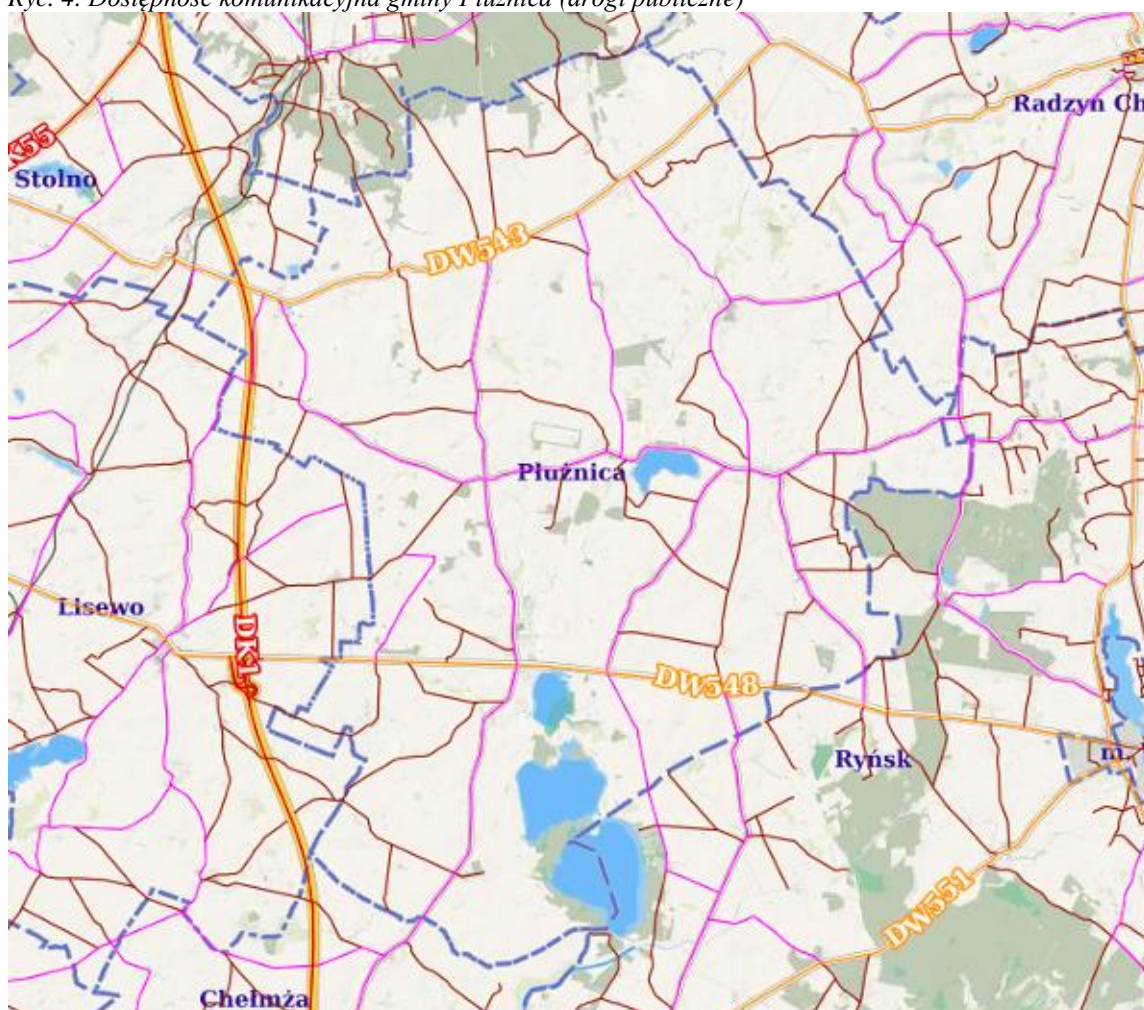 Ryc. 4. Dostępność komunikacyjna gminy Płużnica (drogi publiczne)
Radzyn Ch
K55
Stolno
DW543
Płużnica
Lisewo
DK1
DW548
Ryńsk
m
DW551
Chełmża